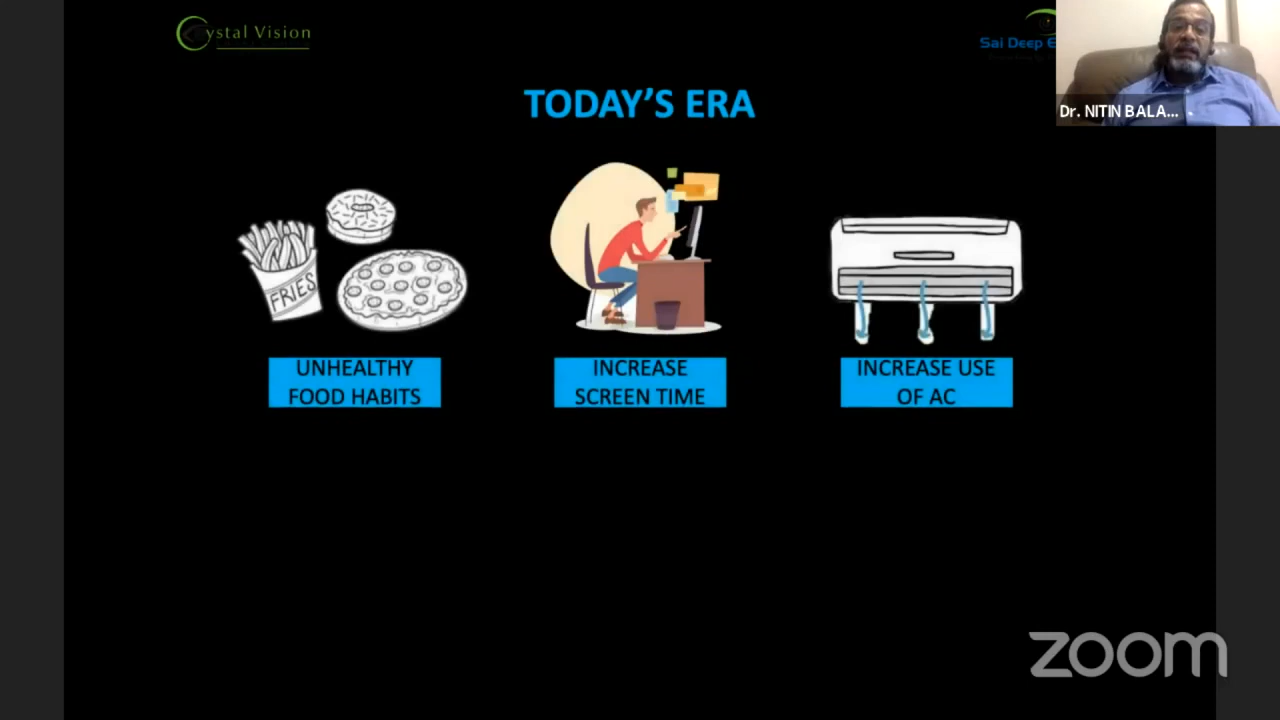 Crystal Vision
Sai Deep E
Dr. NITIN BALA...
TODAY'S ERA
FRIES
UNHEALTHY
FOOD HABITS
INCREASE
SCREEN TIME
INCREASE USE
OF AC
zoom